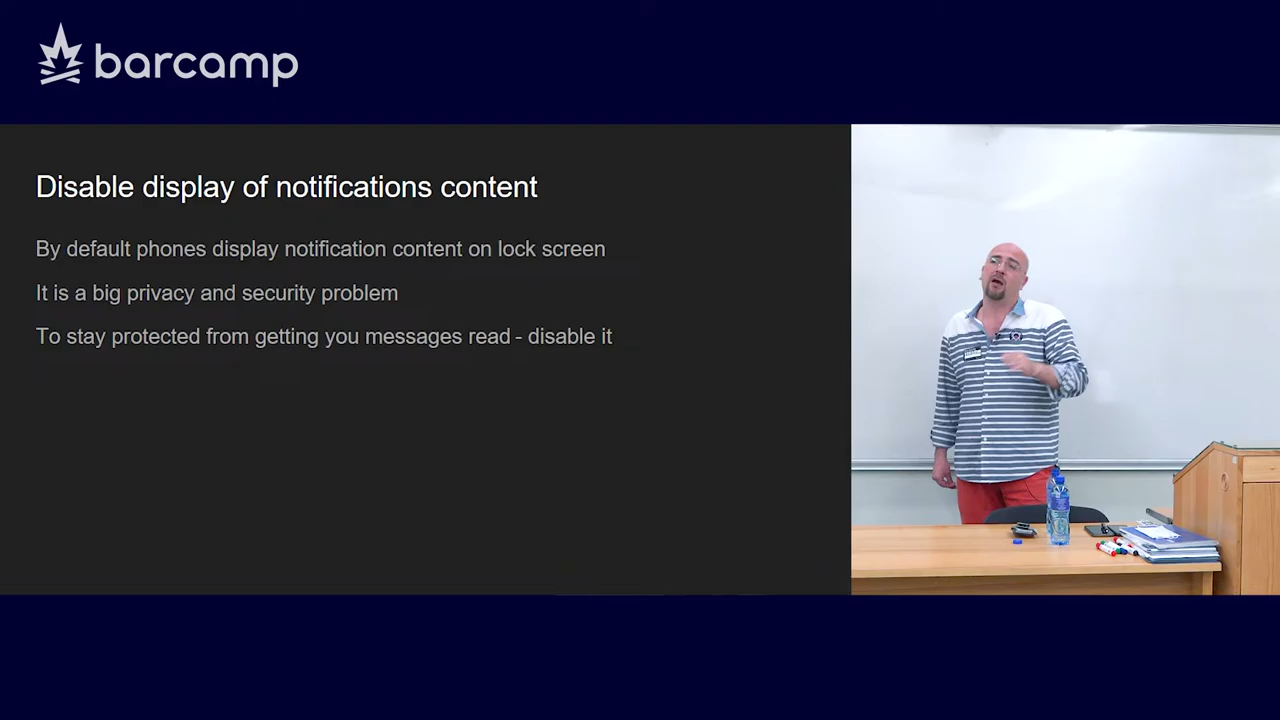 barcamp
Disable display of notifications content
By default phones display notification content on lock screen
It is a big privacy and security problem
To stay protected from getting you messages read - disable it